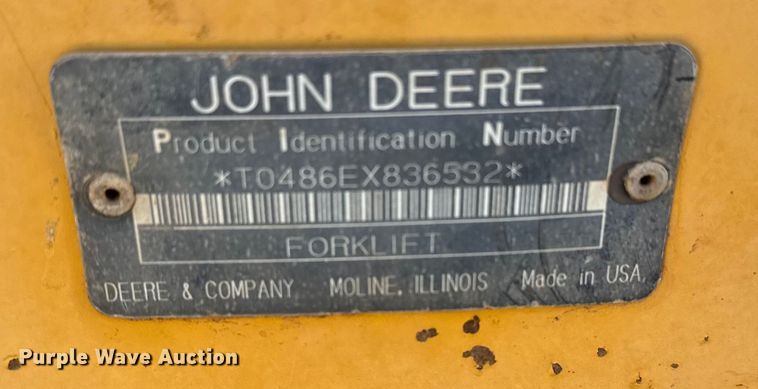 JOHN DEERE
Product Identification Number
*T0486EX836532*
FORKLIFT
DEERE & COMPANY MOLINE, ILLINOIS Made in USA.
Purple Wave Auction